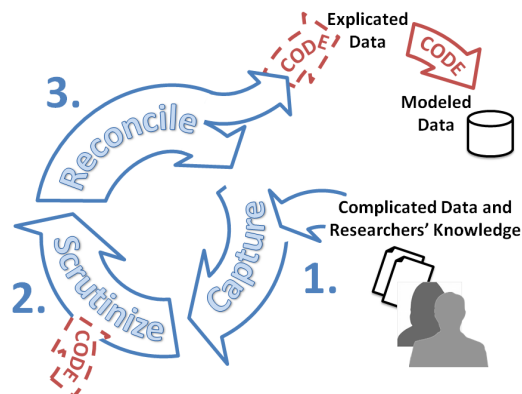 CODE
Explicated
Data
CODE
Modeled
Data
3.
Reconcile
Complicated Data and
Researchers' Knowledge
Capture
1.
2.
Scrutinize
CODE